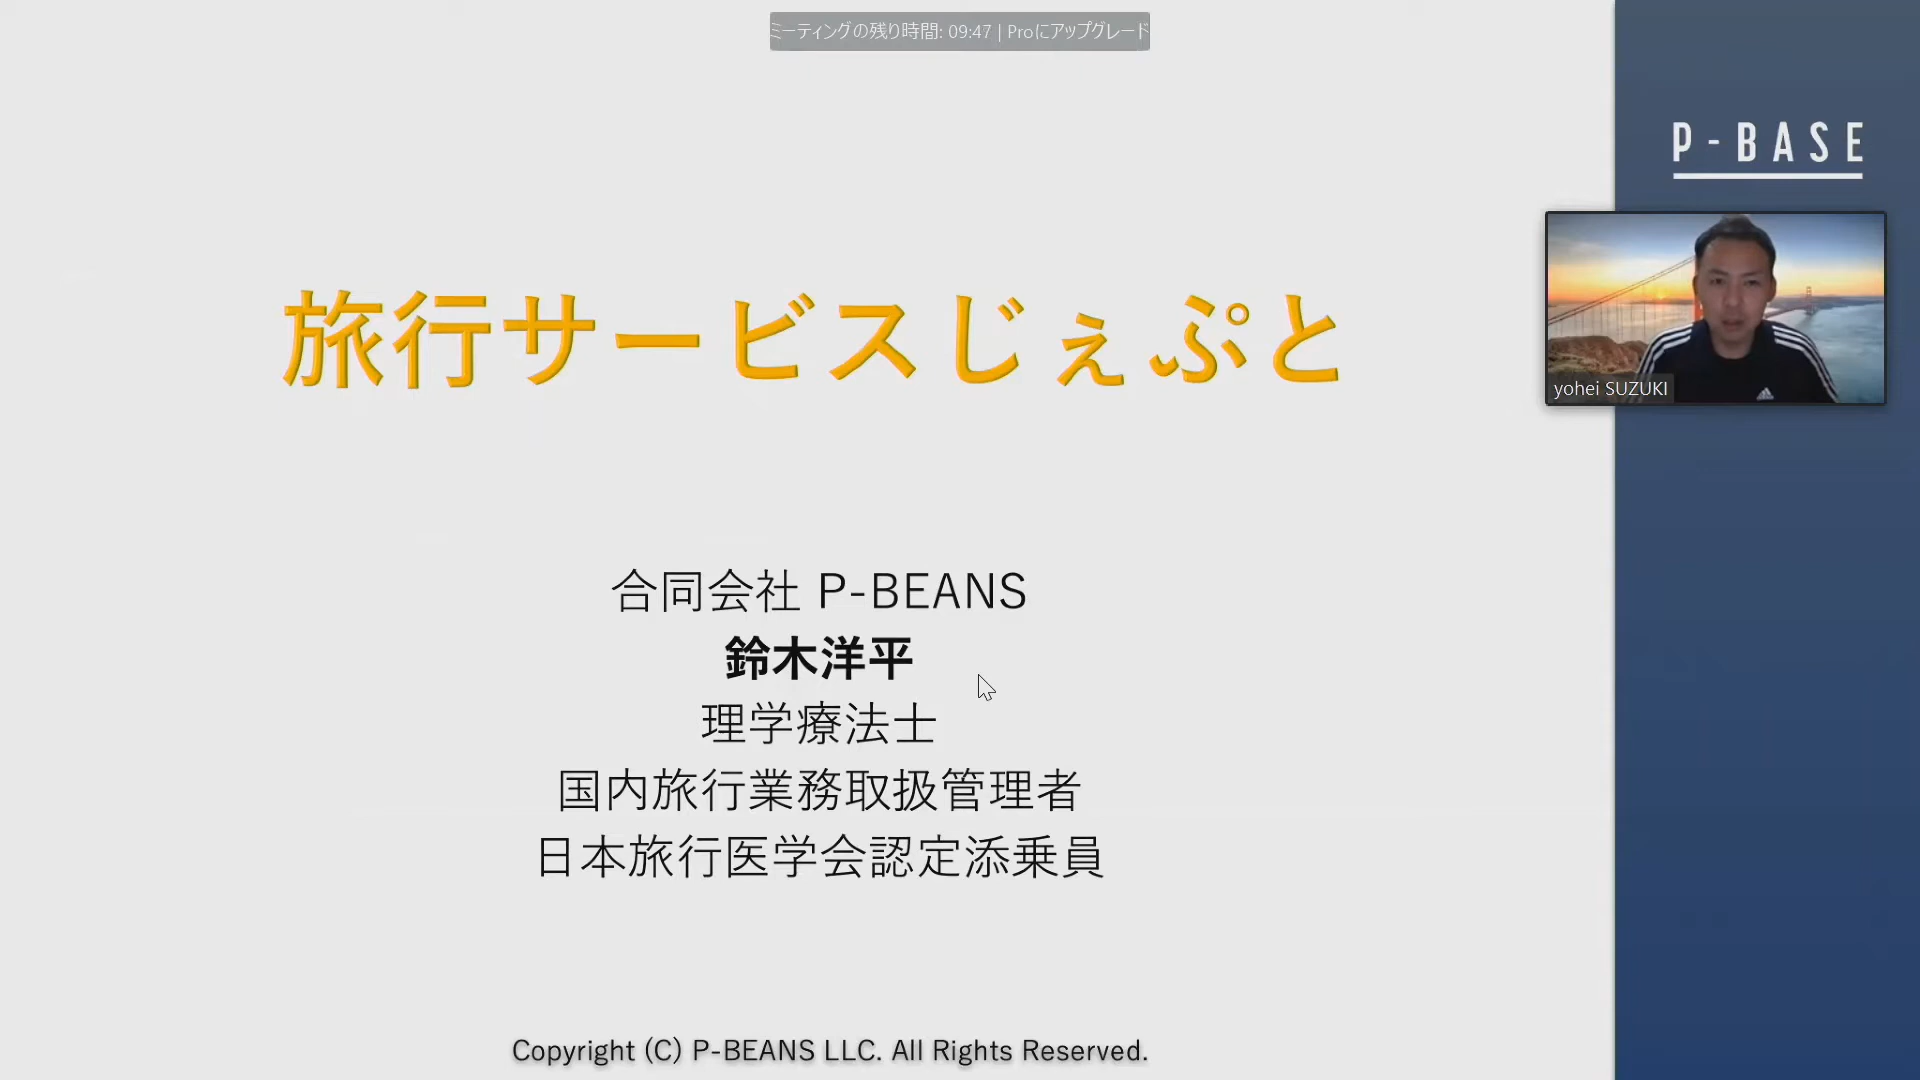 ミーティングの残り時間: 09:47 | Proにアップグレード
P-BASE
旅行サービスじぇぷと
yohei SUZUKI
合同会社 P-BEANS
鈴木洋平
理学療法士
国内旅行業務取扱管理者
日本旅行医学会認定添乗員
Copyright (C) P-BEANS LLC. All Rights Reserved.